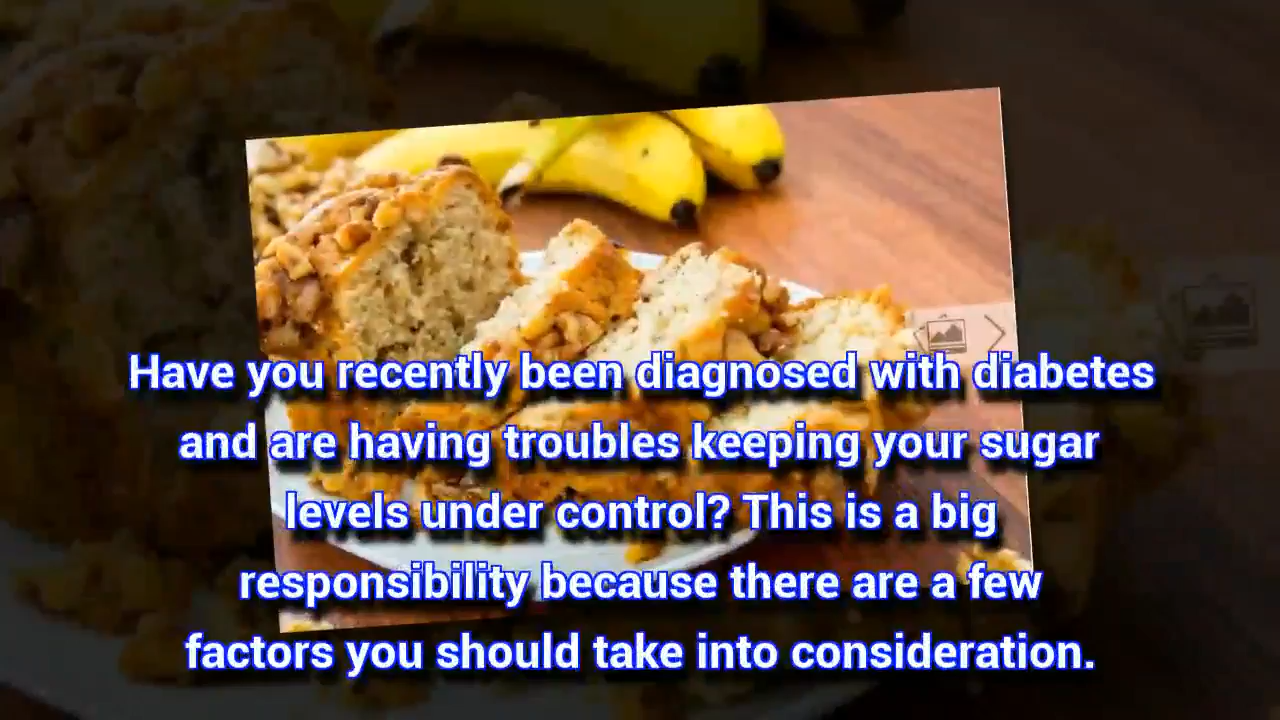 Have you recently been diagnosed with diabetes
and are having troubles keeping your sugar
levels under control? This is a big
responsibility because there are a few
factors you should take into consideration.